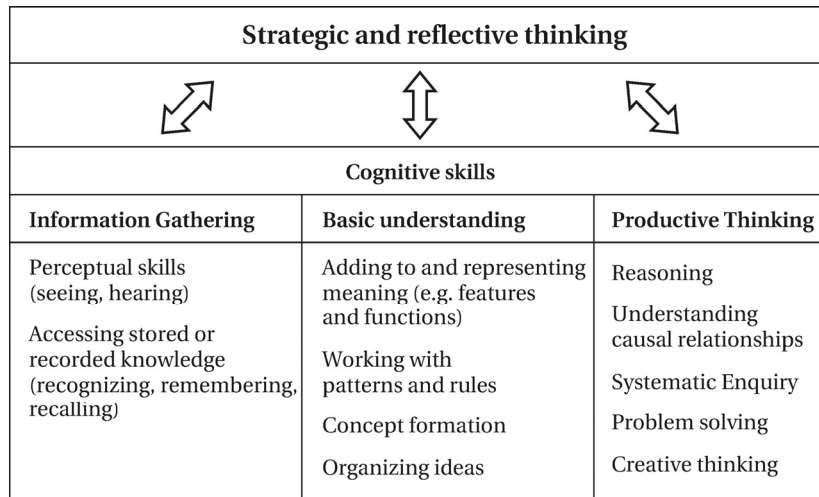 Strategic and reflective thinking
Cognitive skills
Information Gathering
Perceptual skills
(seeing, hearing)
Accessing stored or
recorded knowledge
(recognizing, remembering,
recalling)
Basic understanding
Adding to and representing
meaning (e.g. features
and functions)
Working with
patterns and rules
Concept formation
Organizing ideas
Productive Thinking
Reasoning
Understanding
causal relationships
Systematic Enquiry
Problem solving
Creative thinking